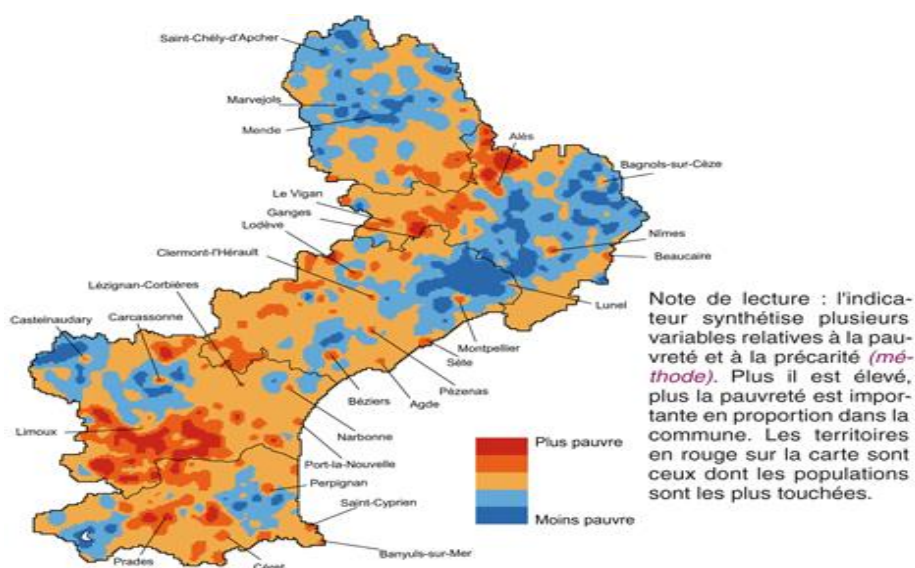 Saint-Chély-d'Apcher
Marvejols
Mende
Alès
Bagnols-sur-Cèze
Le Vigan
Ganges
Lodève
Clermont-l'Hérault
Nîmes
Beaucaire
Lézignan-Corbières
Lunel
Castelnaudary
Carcassonne
Montpellier
Sète
Pézenas
Agde
Béziers
Limoux
Narbonne
Port-la-Nouvelle
Perpignan
Saint-Cyprien
Banyuls-sur-Mer
Prades
Céret
Plus pauvre
Moins pauvre
Note de lecture : l'indica-
teur synthétise plusieurs
variables relatives à la pau-
vreté et à la précarité (mé-
thode). Plus il est élevé,
plus la pauvreté est impor-
tante en proportion dans la
commune. Les territoires
en rouge sur la carte sont
ceux dont les populations
sont les plus touchées.